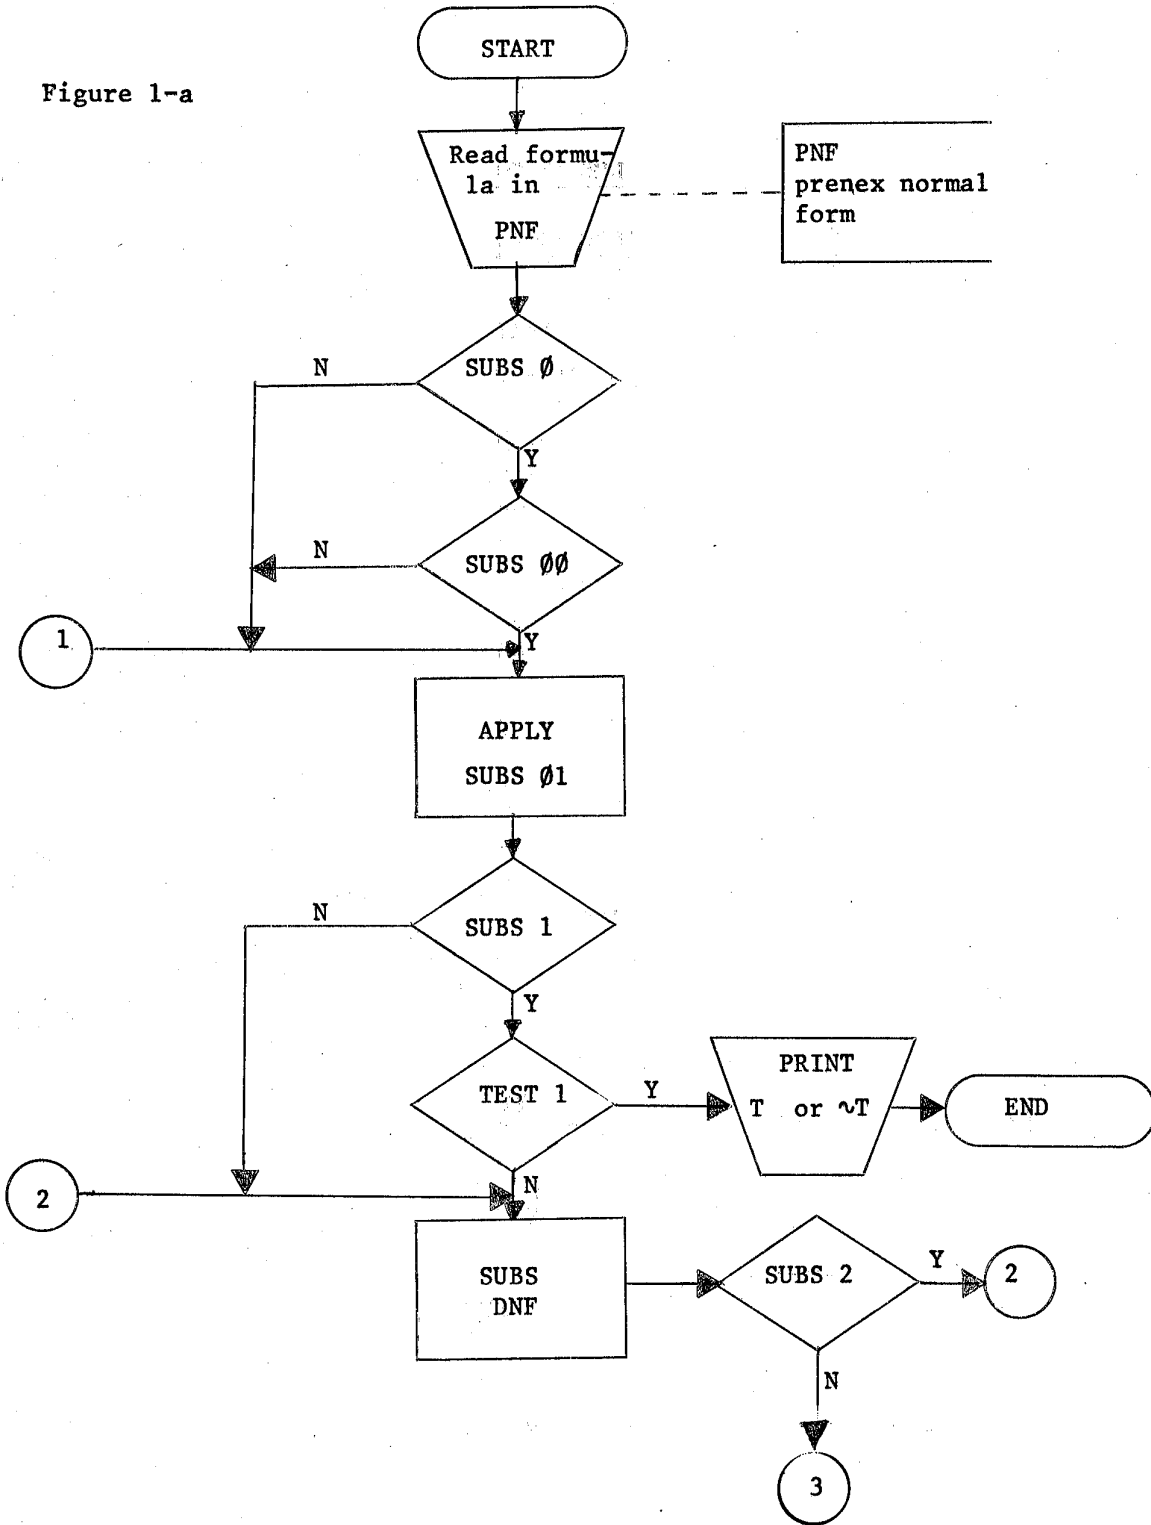 START
Figure 1-a
Read formu-
la in
PNF
PNF
prenex normal
form
SUBS Ø
N
Y
SUBS ØØ
N
Y
1
APPLY
SUBS Ø1
SUBS 1
N
Y
TEST 1
Y
PRINT
T or ~T
END
N
2
SUBS
DNF
SUBS 2
Y
2
N
3